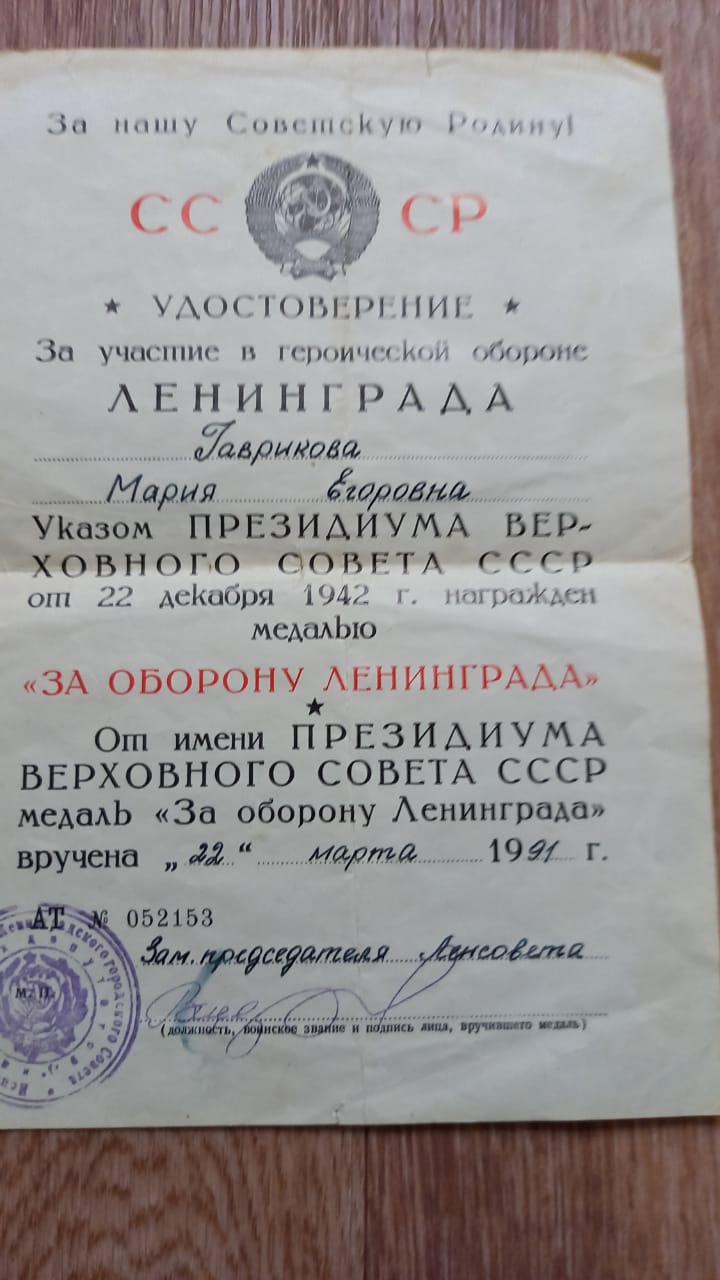 За нашу Советскую Родину!
СССР
★ УДОСТОВЕРЕНИЕ ★
За участие в героической обороне
ЛЕНИНГРАДА
Гаврикова
Мария Егоровна
Указом ПРЕЗИДИУМА ВЕР-
ХОВНОГО СОВЕТА СССР
от 22 декабря 1942 г. награжден
медалью
«ЗА ОБОРОНУ ЛЕНИНГРАДА»
★
От имени ПРЕЗИДИУМА
ВЕРХОВНОГО СОВЕТА СССР
медаль «За оборону Ленинграда»
вручена „22“ марта 1991 г.
АТ № 052153
Зам. председателя Ленсовета
М. П.
(должность, воинское звание и подпись лица, вручившего медаль)